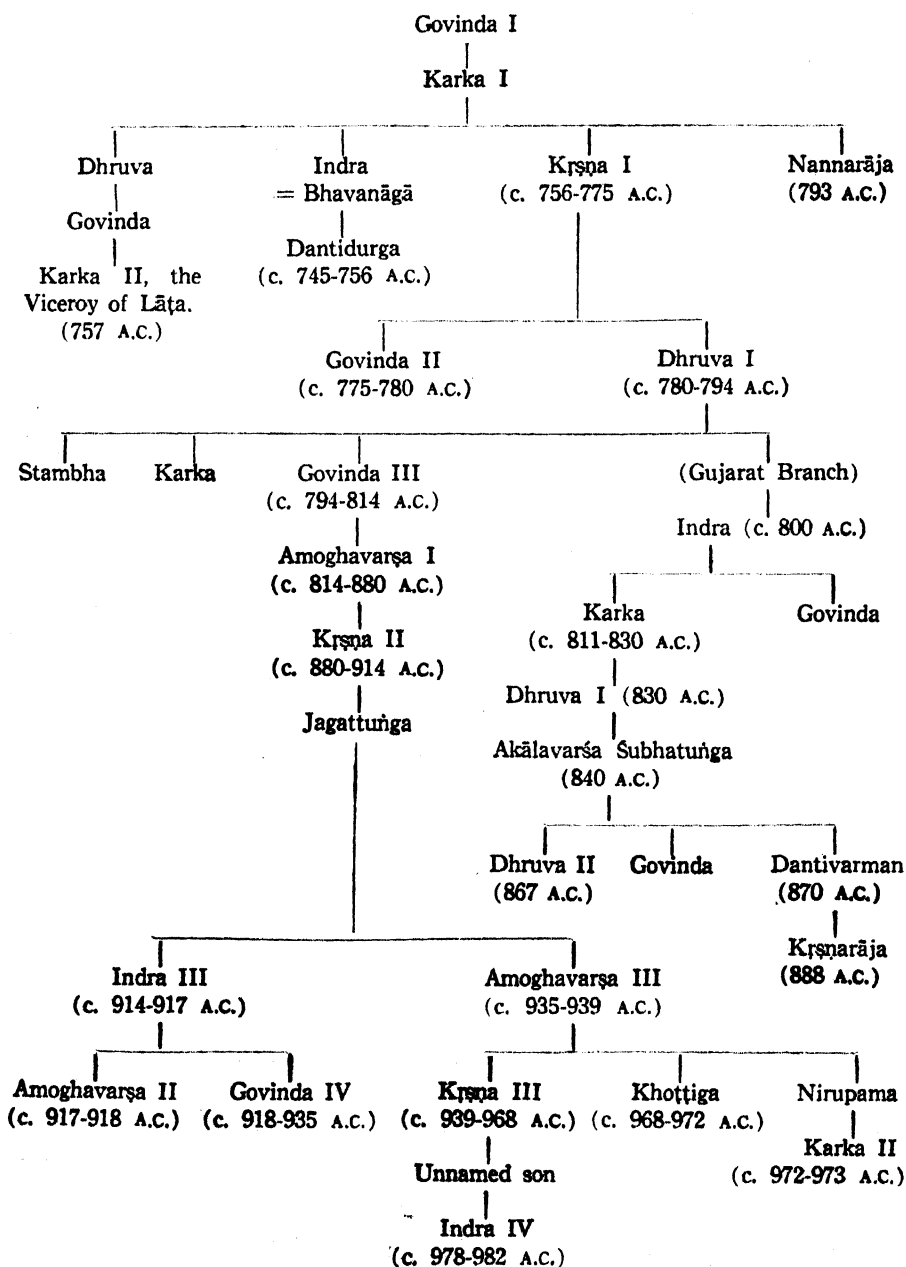 Govinda I
Karka I
Dhruva
Indra
= Bhavanāgā
Kṛṣṇa I
(c. 756-775 A.C.)
Nannarāja
(793 A.C.)
Govinda
Dantidurga
(c. 745-756 A.C.)
Karka II, the
Viceroy of Lāṭa.
(757 A.C.)
Govinda II
(c. 775-780 A.C.)
Dhruva I
(c. 780-794 A.C.)
Stambha
Karka
Govinda III
(c. 794-814 A.C.)
(Gujarat Branch)
Indra (c. 800 A.C.)
Amoghavarṣa I
(c. 814-880 A.C.)
Karka
(c. 811-830 A.C.)
Govinda
Kṛṣṇa II
(c. 880-914 A.C.)
Dhruva I (830 A.C.)
Jagattuṅga
Akālavarśa Śubhatuṅga
(840 A.C.)
Dhruva II
(867 A.C.)
Govinda
Dantivarman
(870 A.C.)
Kṛṣṇarāja
(888 A.C.)
Indra III
(c. 914-917 A.C.)
Amoghavarṣa III
(c. 935-939 A.C.)
Amoghavarṣa II
(c. 917-918 A.C.)
Govinda IV
(c. 918-935 A.C.)
Kṛṣṇa III
(c. 939-968 A.C.)
Khoṭṭiga
(c. 968-972 A.C.)
Nirupama
Karka II
(c. 972-973 A.C.)
Unnamed son
Indra IV
(c. 978-982 A.C.)